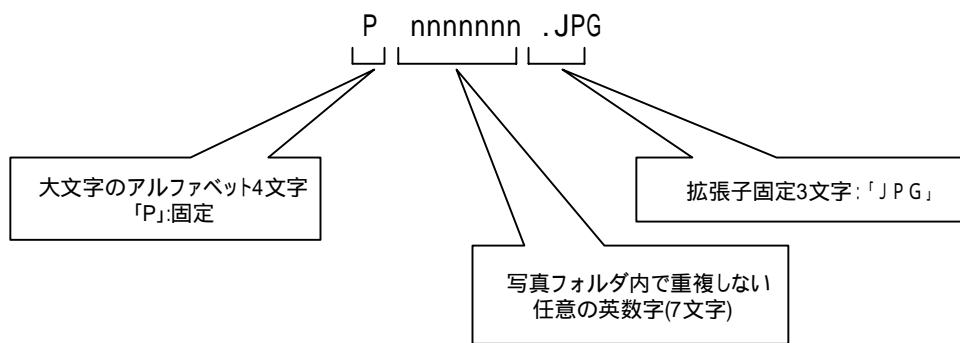 P nnnnnnn .JPG
大文字のアルファベット4文字
「P」:固定
拡張子固定3文字:「JPG」
写真フォルダ内で重複しない
任意の英数字(7文字)